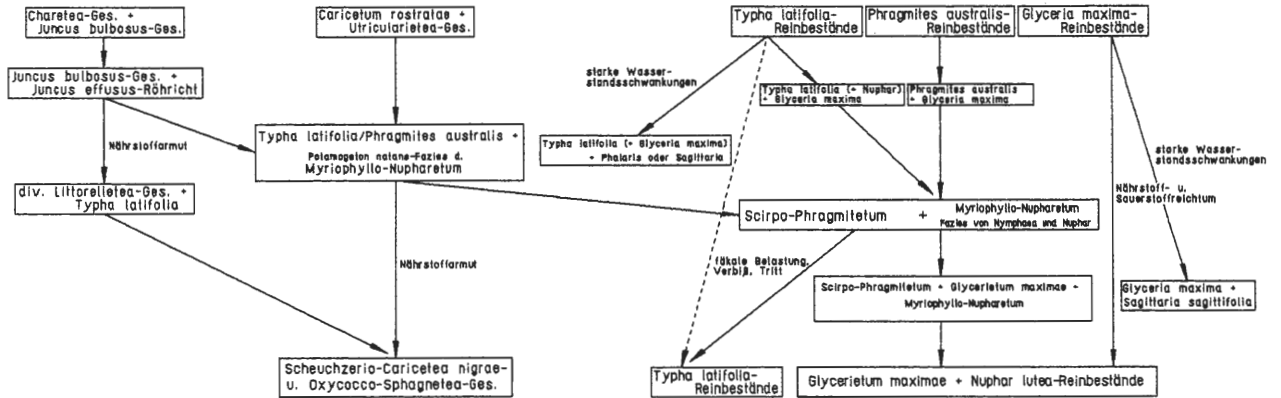 Charetea-Ges. +
Juncus bulbosus-Ges.
Caricetum rostratae +
Utricularietea-Ges.
Typha latifolia-
Reinbestände
Phragmites australis-
Reinbestände
Glyceria maxima-
Reinbestände
Juncus bulbosus-Ges. +
Juncus effusus-Röhricht
starke Wasser-
standsschwankungen
Typha latifolia (+ Nuphar)
+ Glyceria maxima
Phragmites australis
+ Glyceria maxima
Nährstoffarmut
Typha latifolia/Phragmites australis +
Potamogeton natans-Fazies d.
Myriophyllo-Nupharetum
Typha latifolia (+ Glyceria maxima)
+ Phalaris oder Sagittaria
starke Wasser-
standsschwankungen
div. Littorelletea-Ges. +
Typha latifolia
Nährstoff- u.
Sauerstoffreichtum
Scirpo-Phragmitetum +
Myriophyllo-Nupharetum
Fazies von Nymphaea und Nuphar
Nährstoffarmut
fäkale Belastung,
Verbiß, Tritt
Scirpo-Phragmitetum + Glycerietum maximae +
Myriophyllo-Nupharetum
Glyceria maxima +
Sagittaria sagittifolia
Scheuchzerio-Caricetea nigrae-
u. Oxycocco-Sphagnetea-Ges.
Typha latifolia-
Reinbestände
Glycerietum maximae + Nuphar lutea-Reinbestände